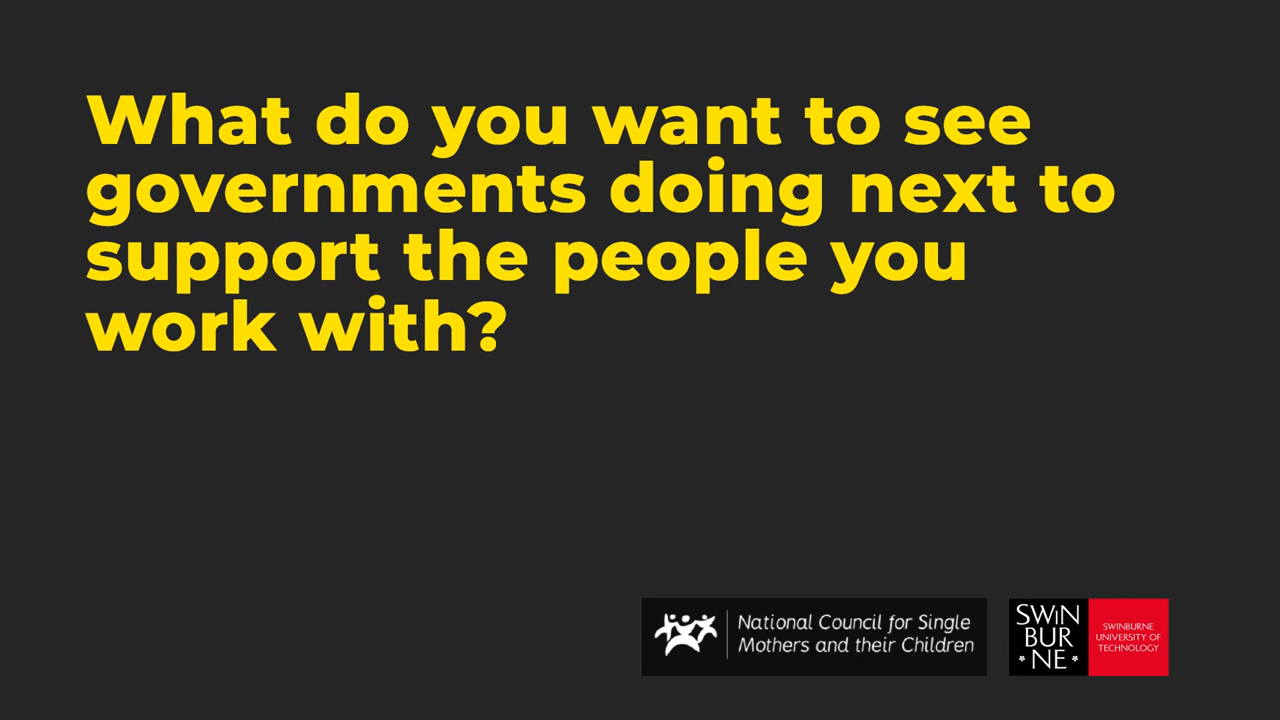 What do you want to see
governments doing next to
support the people you
work with?
National Council for Single
Mothers and their Children
SWiN
BUR
NE
SWINBURNE
UNIVERSITY OF
TECHNOLOGY